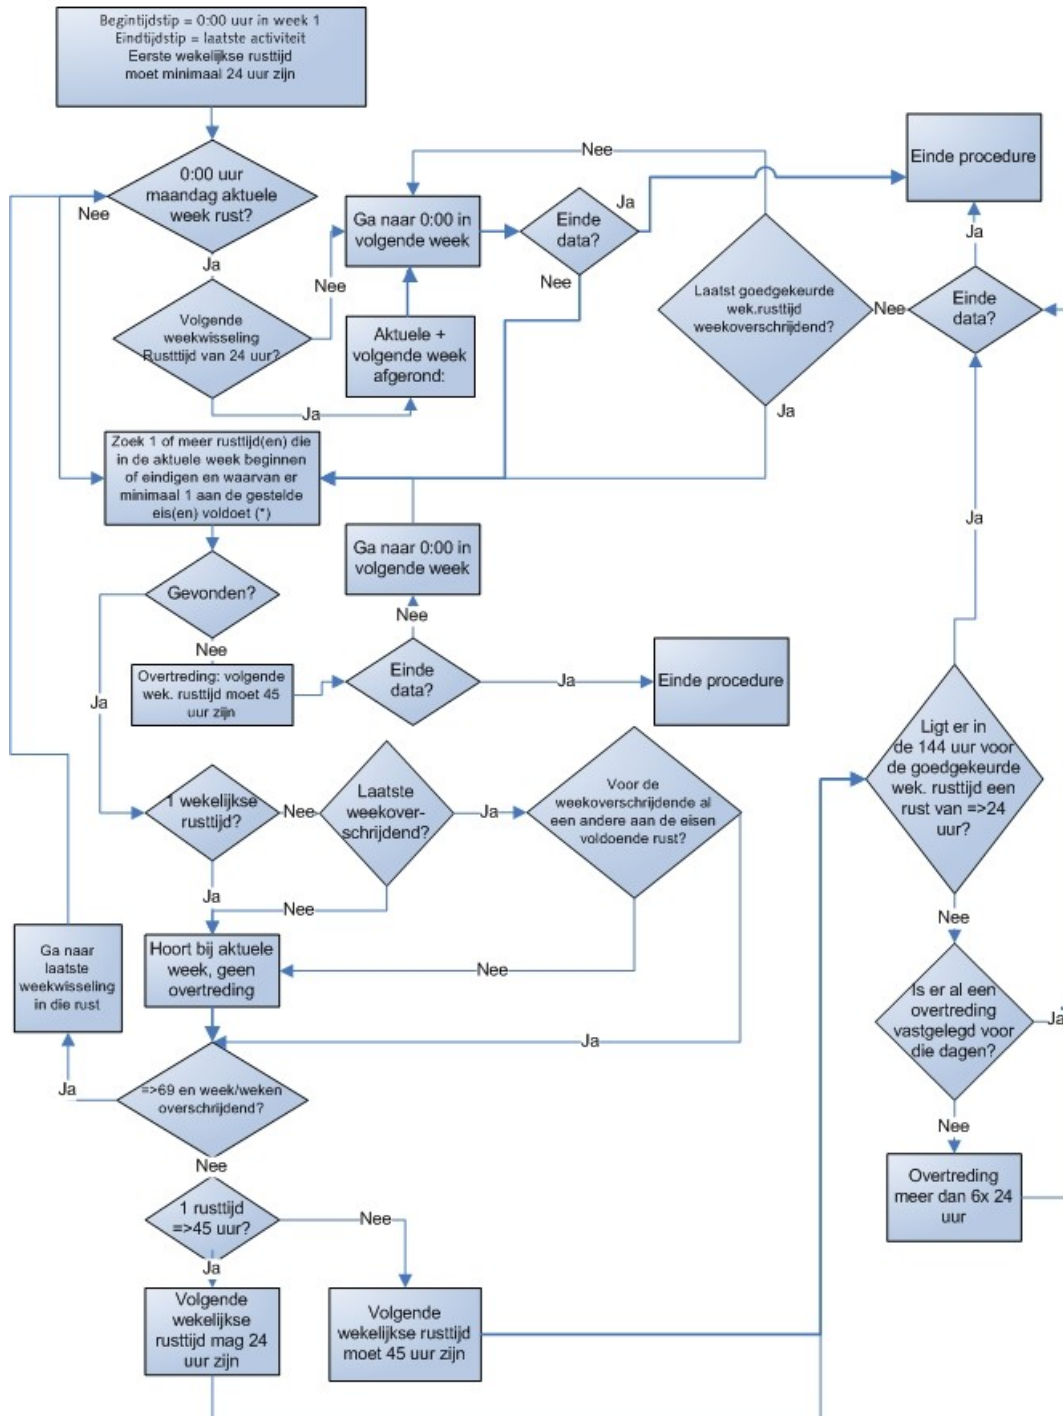 Begintijdstip = 0:00 uur in week 1
Eindtijdstip = laatste activiteit
Eerste wekelijkse rusttijd
moet minimaal 24 uur zijn
0:00 uur
maandag aktuele
week rust?
Nee
Ja
Volgende
weekwisseling
Rustttijd van 24 uur?
Nee
Ja
Ga naar 0:00 in
volgende week
Aktuele +
volgende week
afgerond:
Einde
data?
Ja
Nee
Nee
Laatst goedgekeurde
wek.rusttijd
weekoverschrijdend?
Nee
Ja
Einde procedure
Ja
Einde
data?
Ja
Zoek 1 of meer rusttijd(en) die
in de aktuele week beginnen
of eindigen en waarvan er
minimaal 1 aan de gestelde
eis(en) voldoet (*)
Gevonden?
Nee
Ja
Overtreding: volgende
wek. rusttijd moet 45
uur zijn
Ga naar 0:00 in
volgende week
Nee
Einde
data?
Ja
Einde procedure
1 wekelijkse
rusttijd?
Nee
Ja
Laatste
weekover-
schrijdend?
Ja
Nee
Voor de
weekoverschrijdende al
een andere aan de eisen
voldoende rust?
Nee
Ja
Hoort bij aktuele
week, geen
overtreding
Ga naar
laatste
weekwisseling
in die rust
Ja
=>69 en week/weken
overschrijdend?
Nee
1 rusttijd
=>45 uur?
Nee
Ja
Volgende
wekelijkse
rusttijd mag 24
uur zijn
Volgende
wekelijkse rusttijd
moet 45 uur zijn
Ligt er in
de 144 uur voor
de goedgekeurde
wek. rusttijd een
rust van =>24
uur?
Nee
Is er al een
overtreding
vastgelegd voor
die dagen?
Ja
Nee
Overtreding
meer dan 6x 24
uur